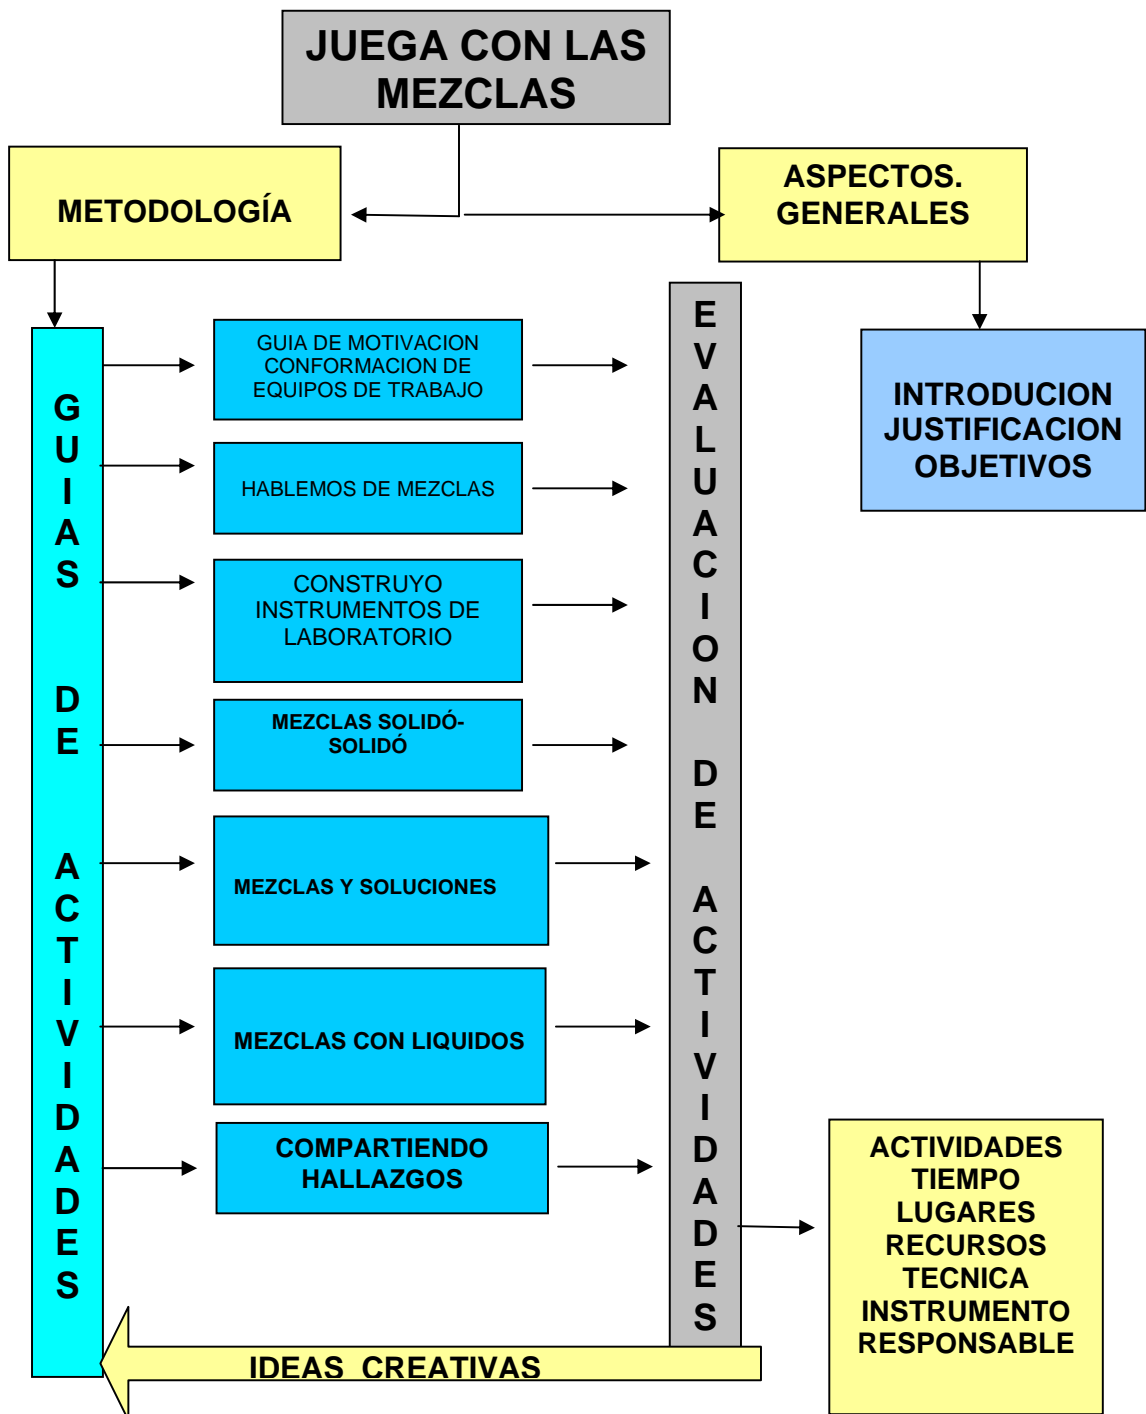 JUEGA CON LAS
MEZCLAS
METODOLOGÍA
ASPECTOS.
GENERALES
INTRODUCION
JUSTIFICACION
OBJETIVOS
GUIAS DE ACTIVIDADES
GUIA DE MOTIVACION
CONFORMACION DE
EQUIPOS DE TRABAJO
HABLEMOS DE MEZCLAS
CONSTRUYO
INSTRUMENTOS DE
LABORATORIO
MEZCLAS SOLIDÓ-
SOLIDÓ
MEZCLAS Y SOLUCIONES
MEZCLAS CON LIQUIDOS
COMPARTIENDO
HALLAZGOS
EVALUACION DE ACTIVIDADES
ACTIVIDADES
TIEMPO
LUGARES
RECURSOS
TECNICA
INSTRUMENTO
RESPONSABLE
IDEAS CREATIVAS